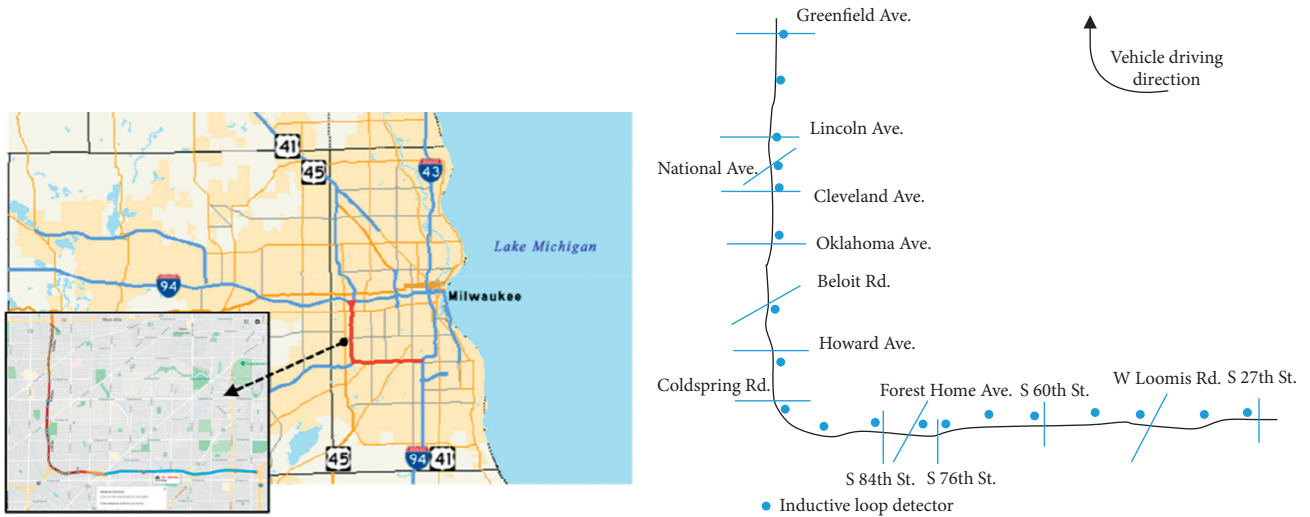 41
45
43
Lake Michigan
94
Milwaukee
45
94
41
Greenfield Ave.
Vehicle driving
direction
Lincoln Ave.
National Ave.
Cleveland Ave.
Oklahoma Ave.
Beloit Rd.
Howard Ave.
Coldspring Rd.
Forest Home Ave.
S 60th St.
W Loomis Rd.
S 27th St.
S 84th St.
S 76th St.
Inductive loop detector